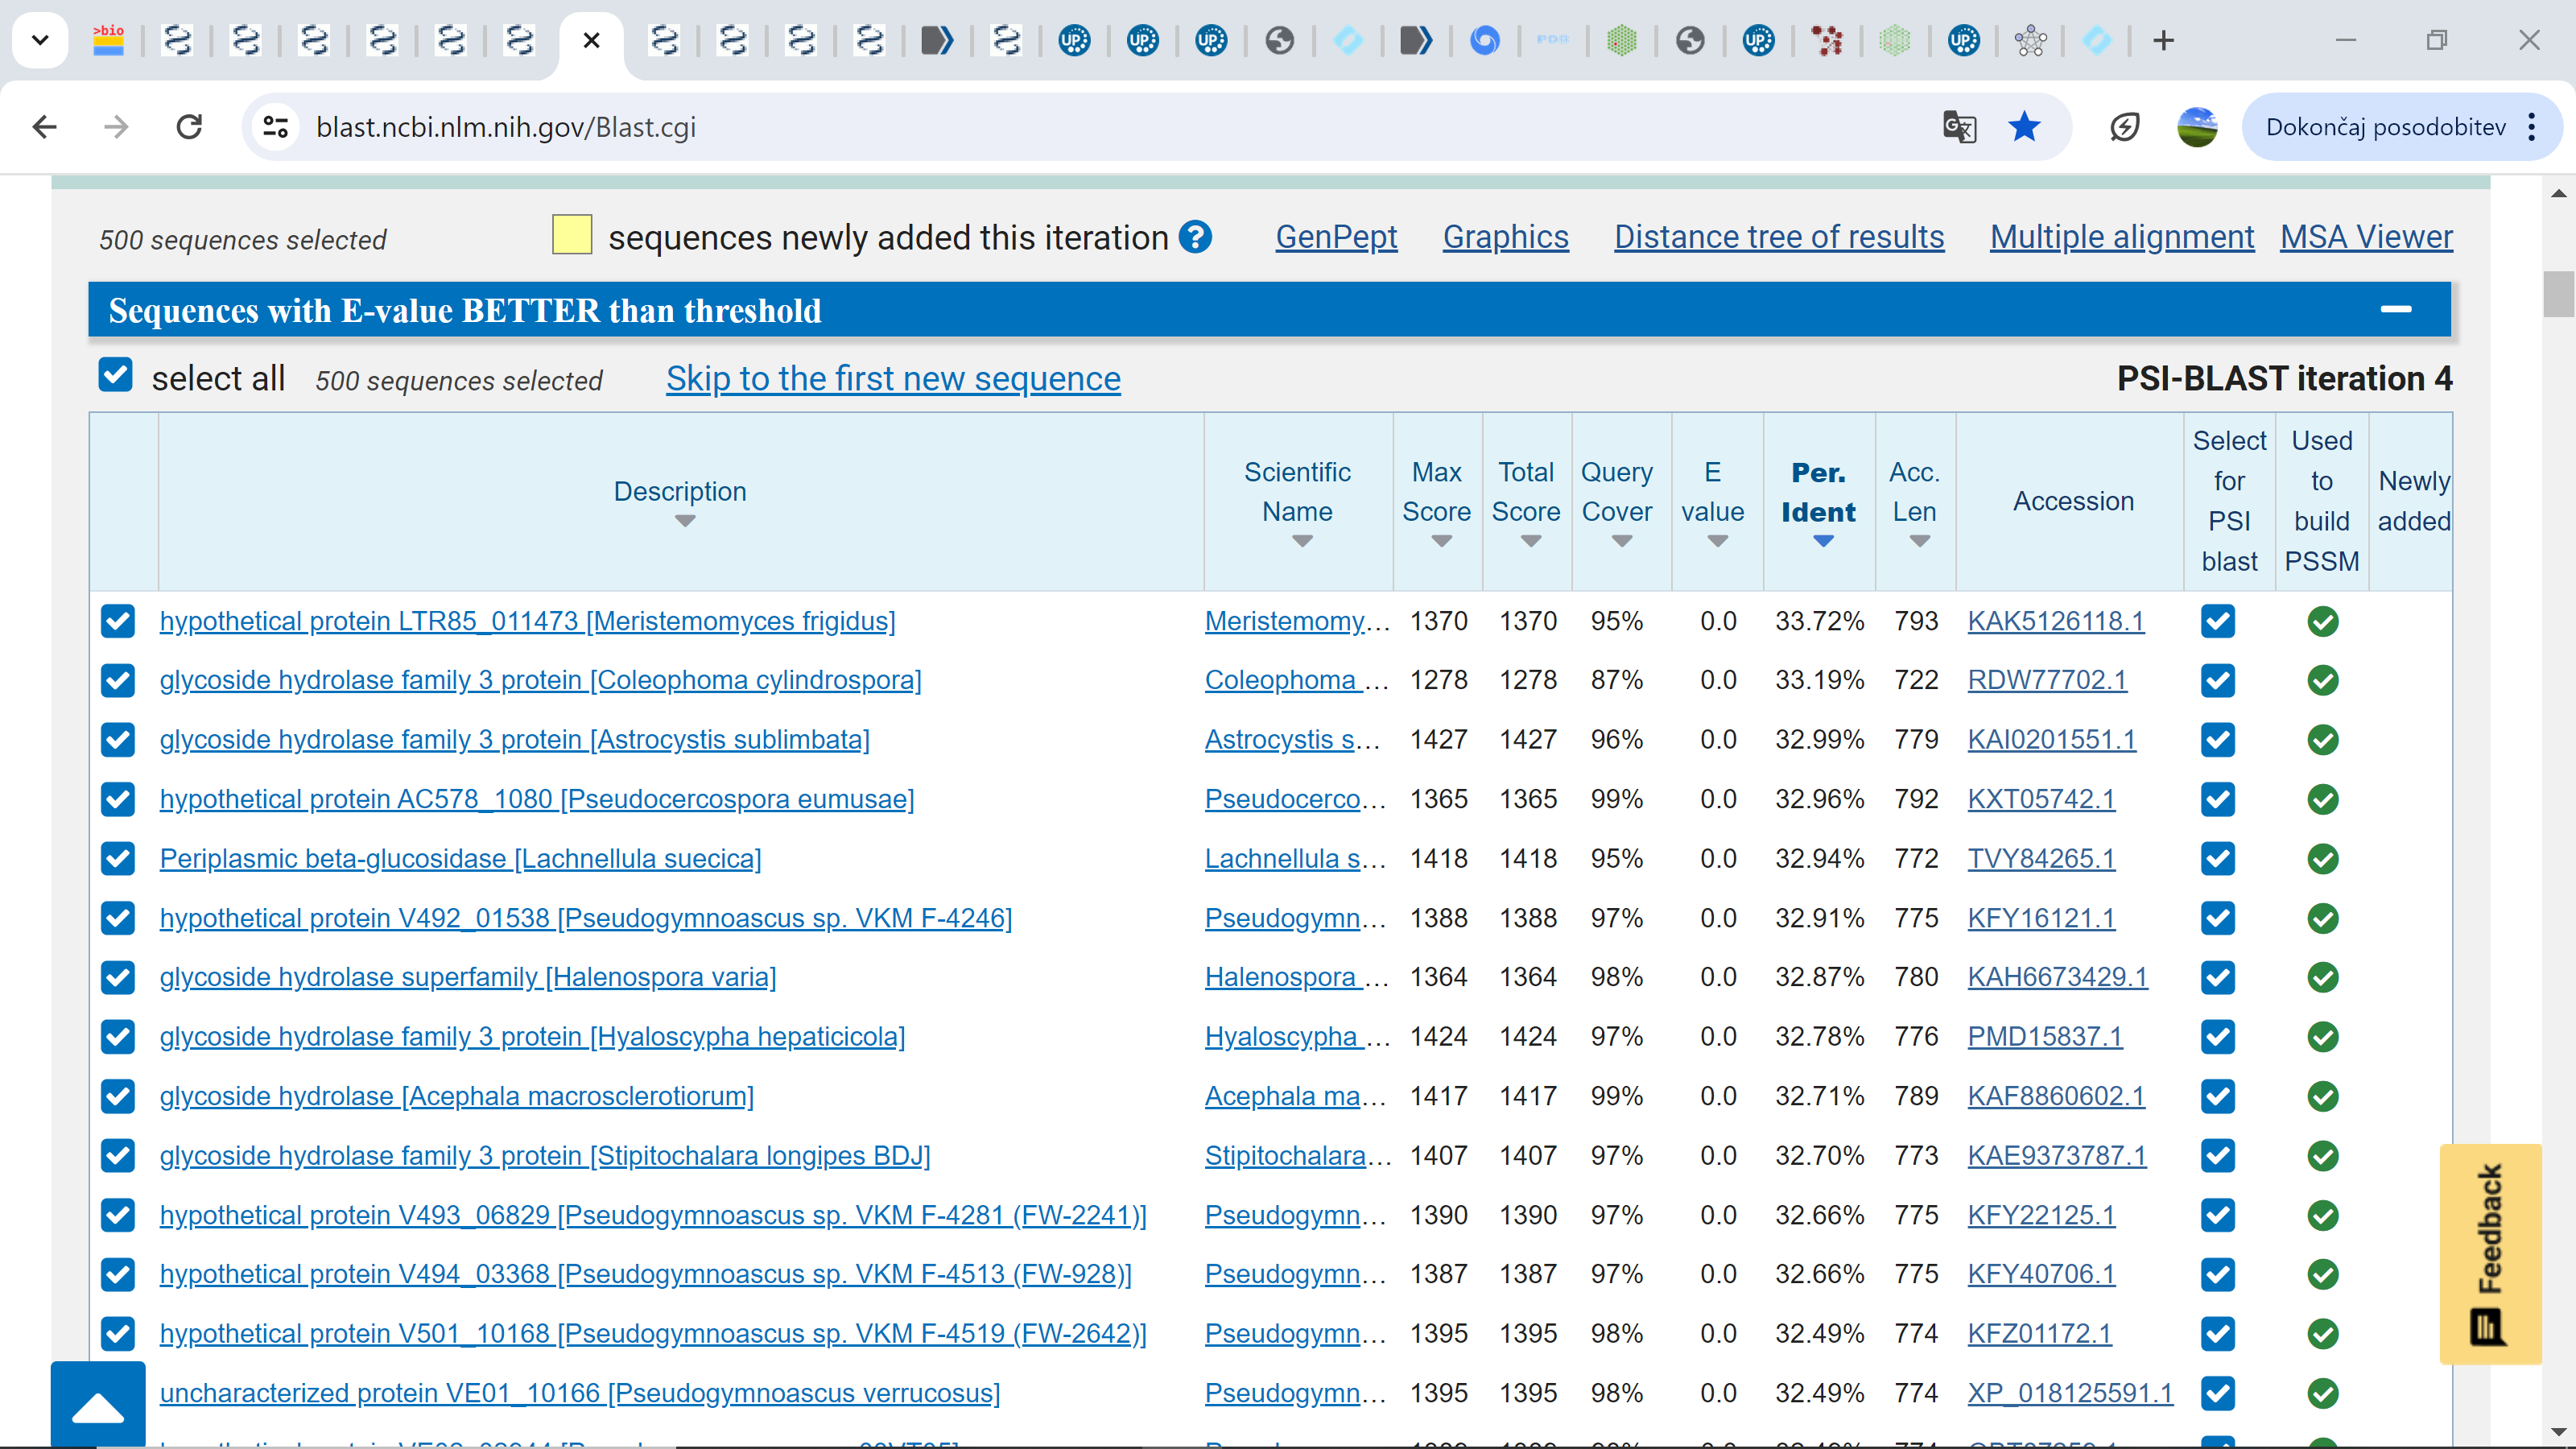 >bio
blast.ncbi.nlm.nih.gov/Blast.cgi
Dokončaj posodobitev
500 sequences selected
sequences newly added this iteration ?
GenPept Graphics Distance tree of results Multiple alignment MSA Viewer
Sequences with E-value BETTER than threshold
select all 500 sequences selected Skip to the first new sequence PSI-BLAST iteration 4
Description
Scientific Name
Max Score
Total Score
Query Cover
E value
Per. Ident
Acc. Len
Accession
Select for PSI blast
Used to build PSSM
Newly added
hypothetical protein LTR85_011473 [Meristemomyces frigidus] Meristemomy... 1370 1370 95% 0.0 33.72% 793 KAK5126118.1
glycoside hydrolase family 3 protein [Coleophoma cylindrospora] Coleophoma ... 1278 1278 87% 0.0 33.19% 722 RDW77702.1
glycoside hydrolase family 3 protein [Astrocystis sublimbata] Astrocystis s... 1427 1427 96% 0.0 32.99% 779 KAI0201551.1
hypothetical protein AC578_1080 [Pseudocercospora eumusae] Pseudocerco... 1365 1365 99% 0.0 32.96% 792 KXT05742.1
Periplasmic beta-glucosidase [Lachnellula suecica] Lachnellula s... 1418 1418 95% 0.0 32.94% 772 TVY84265.1
hypothetical protein V492_01538 [Pseudogymnoascus sp. VKM F-4246] Pseudogymn... 1388 1388 97% 0.0 32.91% 775 KFY16121.1
glycoside hydrolase superfamily [Halenospora varia] Halenospora ... 1364 1364 98% 0.0 32.87% 780 KAH6673429.1
glycoside hydrolase family 3 protein [Hyaloscypha hepaticicola] Hyaloscypha ... 1424 1424 97% 0.0 32.78% 776 PMD15837.1
glycoside hydrolase [Acephala macrosclerotiorum] Acephala ma... 1417 1417 99% 0.0 32.71% 789 KAF8860602.1
glycoside hydrolase family 3 protein [Stipitochalara longipes BDJ] Stipitochalara... 1407 1407 97% 0.0 32.70% 773 KAE9373787.1
hypothetical protein V493_06829 [Pseudogymnoascus sp. VKM F-4281 (FW-2241)] Pseudogymn... 1390 1390 97% 0.0 32.66% 775 KFY22125.1
hypothetical protein V494_03368 [Pseudogymnoascus sp. VKM F-4513 (FW-928)] Pseudogymn... 1387 1387 97% 0.0 32.66% 775 KFY40706.1
hypothetical protein V501_10168 [Pseudogymnoascus sp. VKM F-4519 (FW-2642)] Pseudogymn... 1395 1395 98% 0.0 32.49% 774 KFZ01172.1
uncharacterized protein VE01_10166 [Pseudogymnoascus verrucosus] Pseudogymn... 1395 1395 98% 0.0 32.49% 774 XP_018125591.1
Feedback